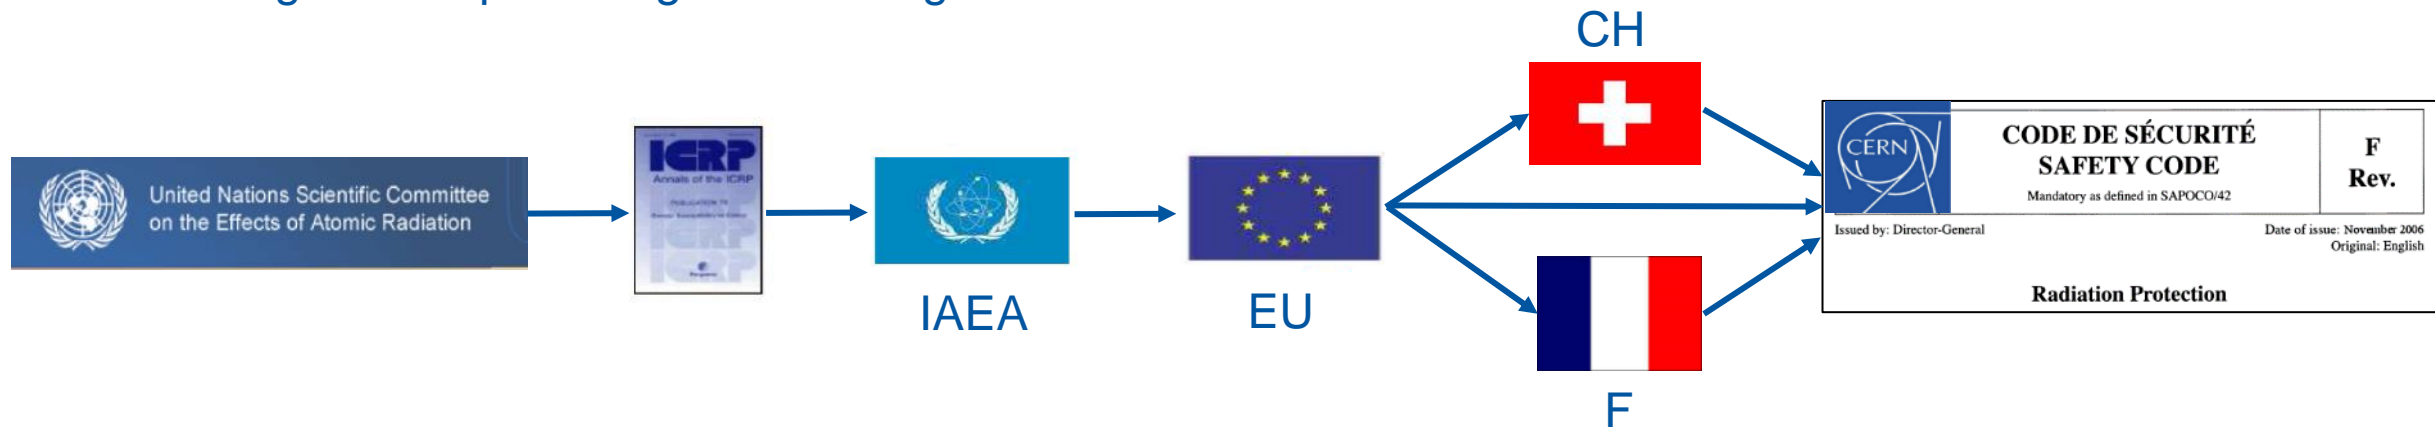 CH
United Nations Scientific Committee
on the Effects of Atomic Radiation
ICRP
Annals of the ICRP
ICRP
ICRP
IAEA
EU
F
CERN
CODE DE SÉCURITÉ
SAFETY CODE
Mandatory as defined in SAPOCO/42
F
Rev.
Issued by: Director-General
Date of issue: November 2006
Original: English
Radiation Protection